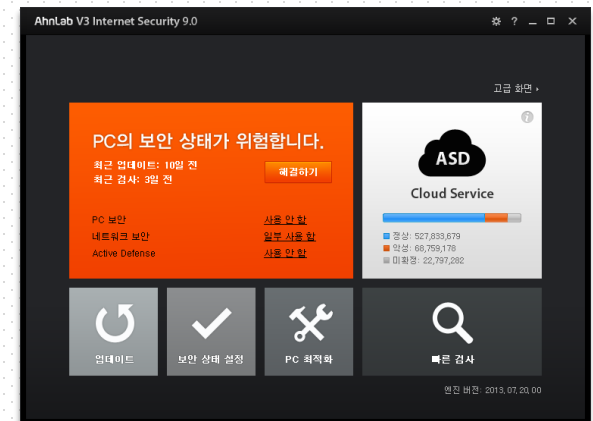 AhnLab V3 Internet Security 9.0
고급 화면
PC의 보안 상태가 위험합니다.
최근 업데이트: 10일 전
최근 검사: 3일 전
해결하기
PC 보안 사용 안 함
네트워크 보안 일부 사용 함
Active Defense 사용 안 함
ASD
Cloud Service
정상: 527,833,679
악성: 68,759,178
미확정: 22,797,282
업데이트
보안 상태 설정
PC 최적화
빠른 검사
엔진 버전: 2013, 07, 20, 00